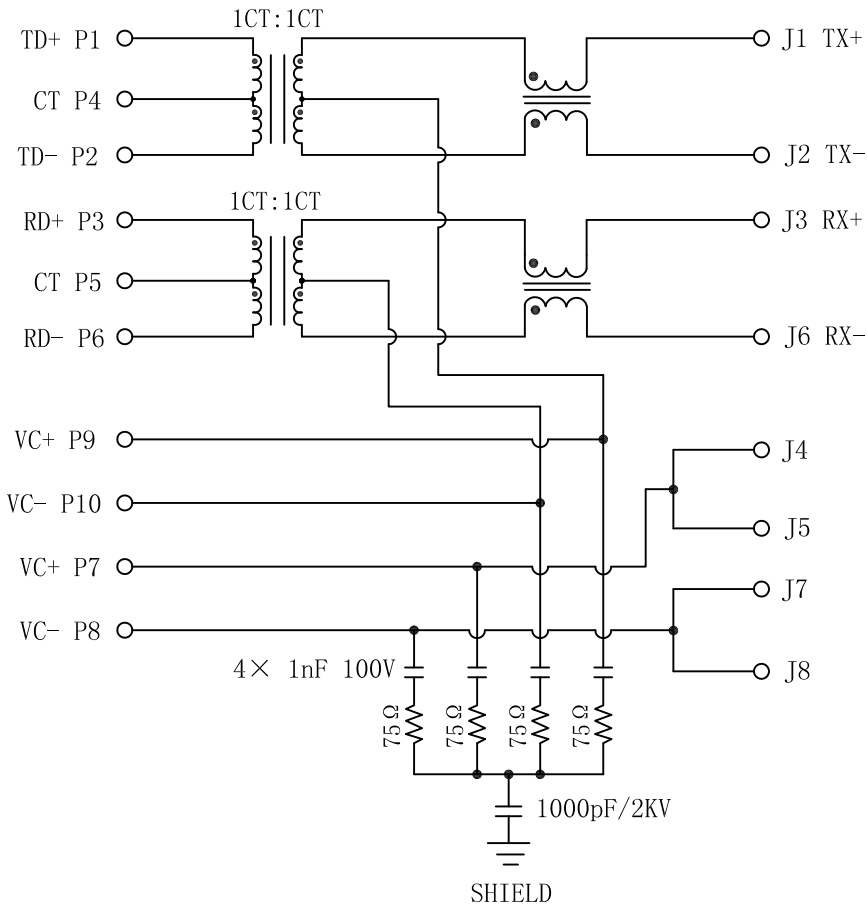 1CT:1CT
TD+ P1
J1 TX+
CT P4
TD- P2
J2 TX-
1CT:1CT
RD+ P3
J3 RX+
CT P5
RD- P6
J6 RX-
VC+ P9
J4
VC- P10
J5
VC+ P7
J7
VC- P8
4× 1nF 100V
J8
75Ω
75Ω
75Ω
75Ω
1000pF/2KV
SHIELD